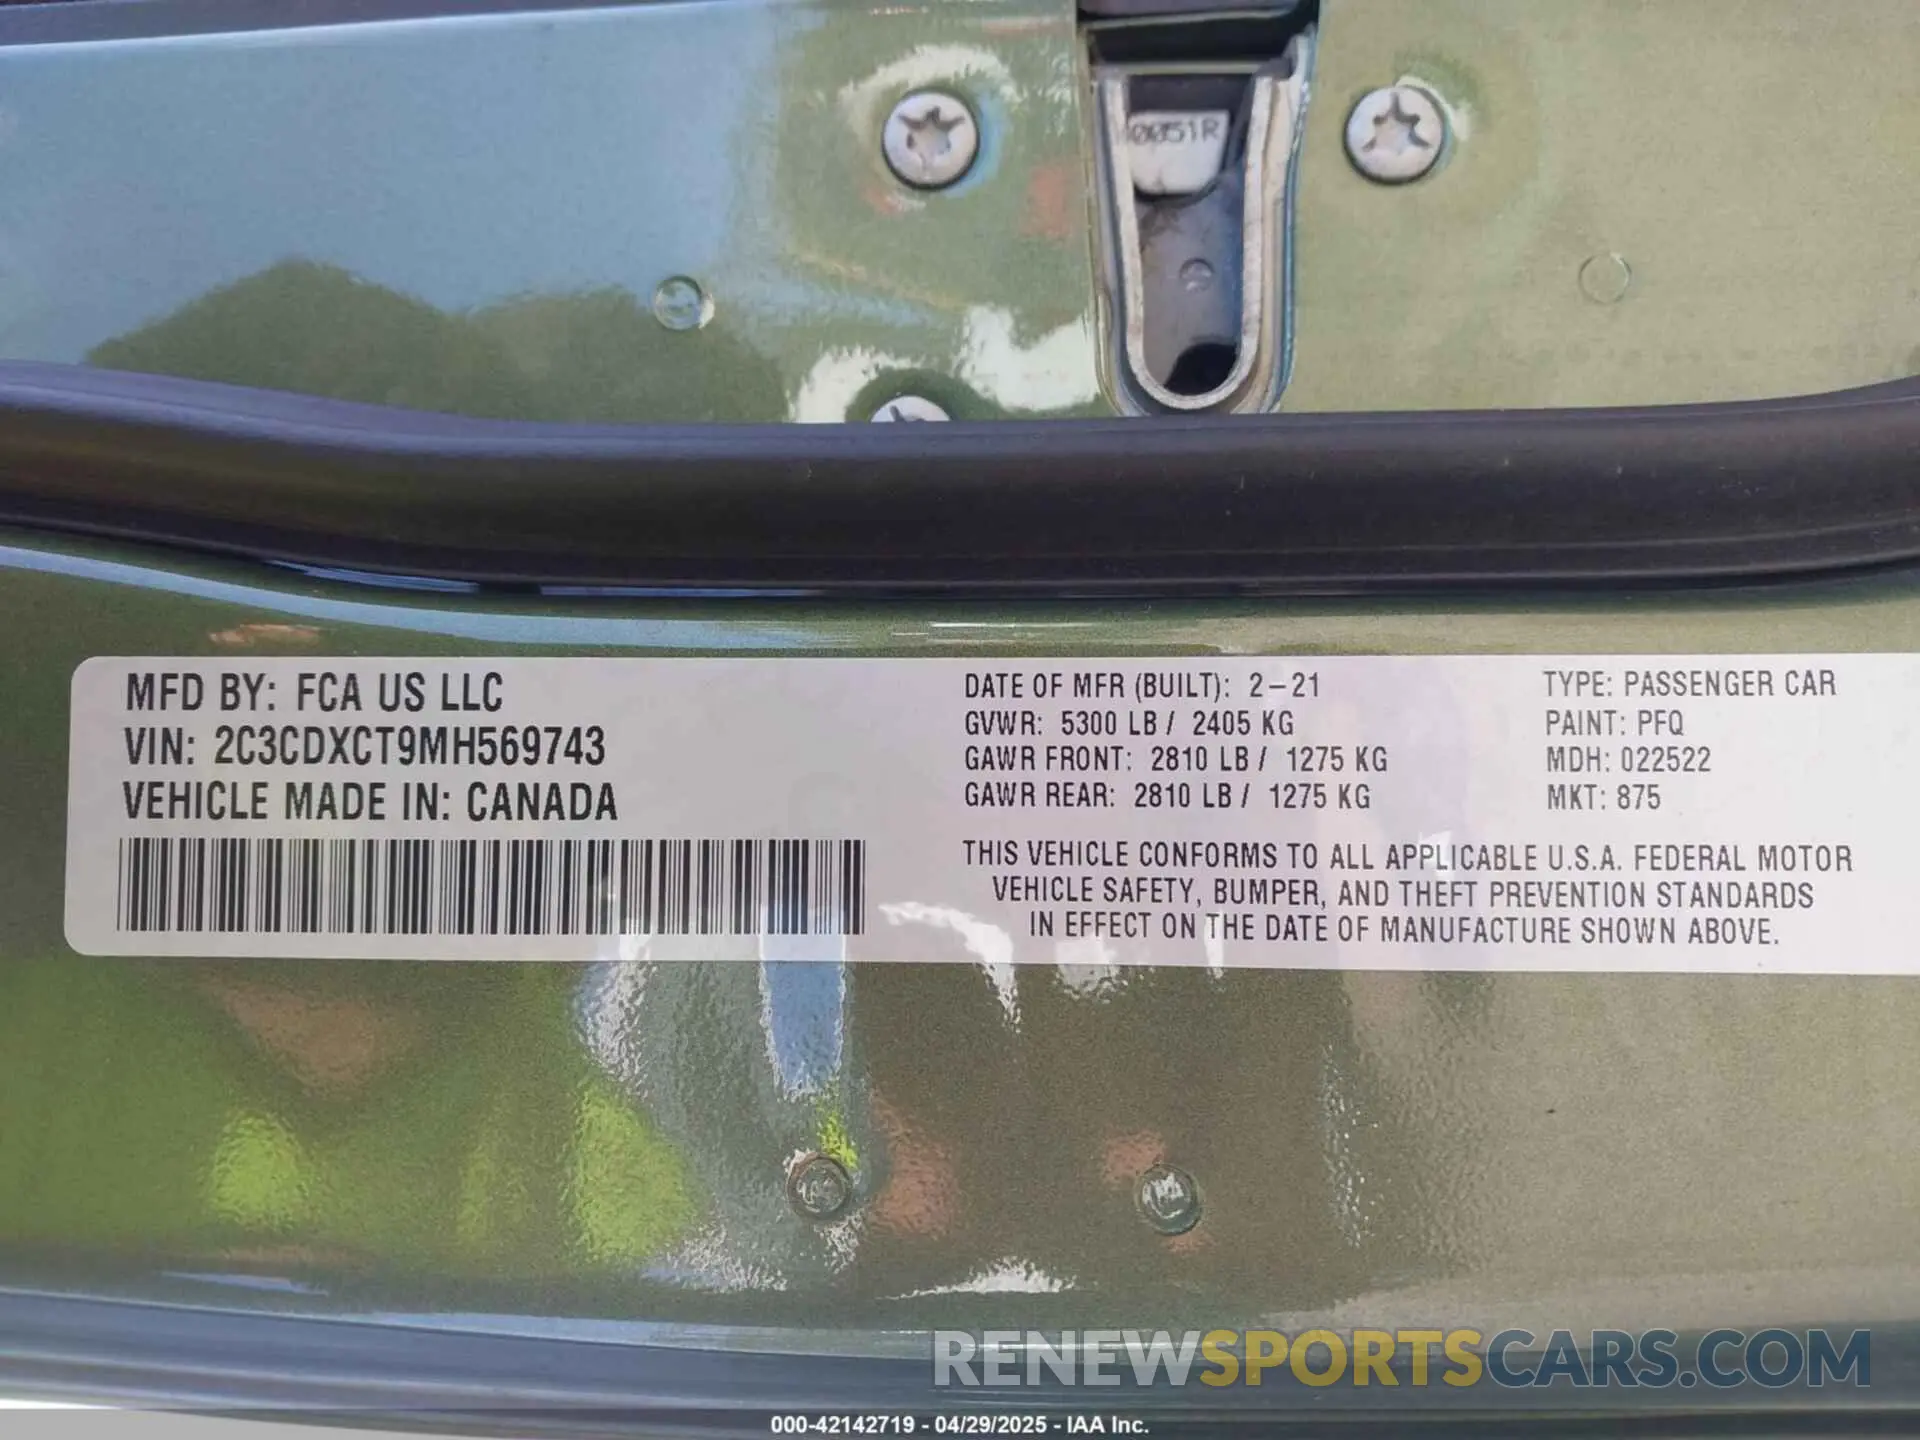 0051R
MFD BY: FCA US LLC
VIN: 2C3CDXCT9MH569743
VEHICLE MADE IN: CANADA
DATE OF MFR (BUILT): 2-21
GVWR: 5300 LB / 2405 KG
GAWR FRONT: 2810 LB / 1275 KG
GAWR REAR: 2810 LB / 1275 KG
TYPE: PASSENGER CAR
PAINT: PFQ
MDH: 022522
MKT: 875
THIS VEHICLE CONFORMS TO ALL APPLICABLE U.S.A. FEDERAL MOTOR
VEHICLE SAFETY, BUMPER, AND THEFT PREVENTION STANDARDS
IN EFFECT ON THE DATE OF MANUFACTURE SHOWN ABOVE.
RENEWSPORTSCARS.COM
000-42142719 - 04/29/2025 - IAA Inc.